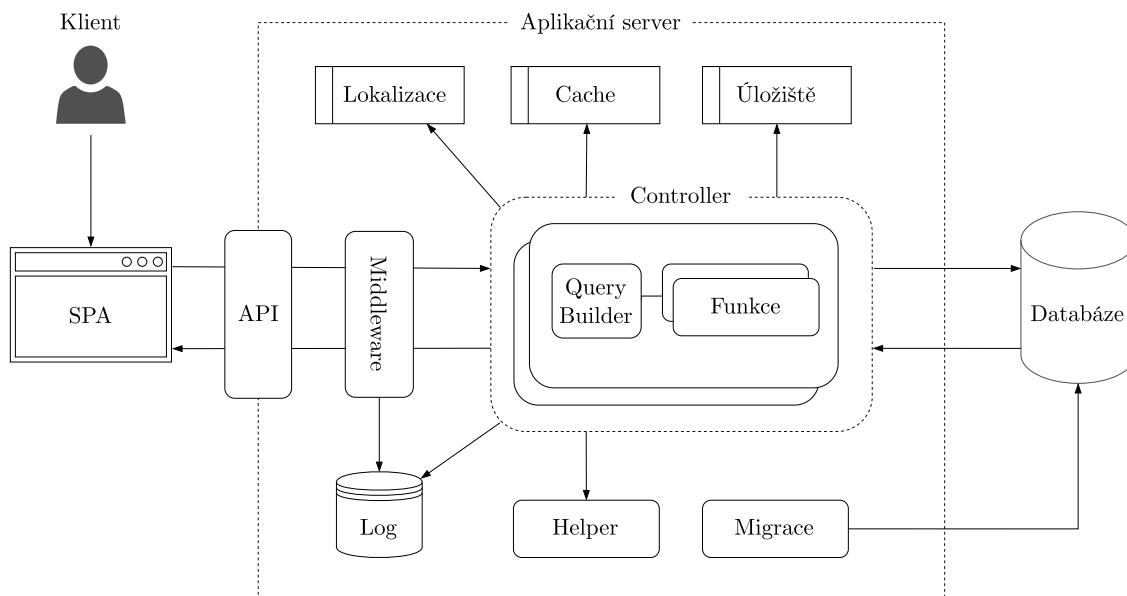 Klient
Aplikační server
Lokalizace
Cache
Úložiště
Controller
SPA
API
Middleware
Query
Builder
Funkce
Databáze
Log
Helper
Migrace